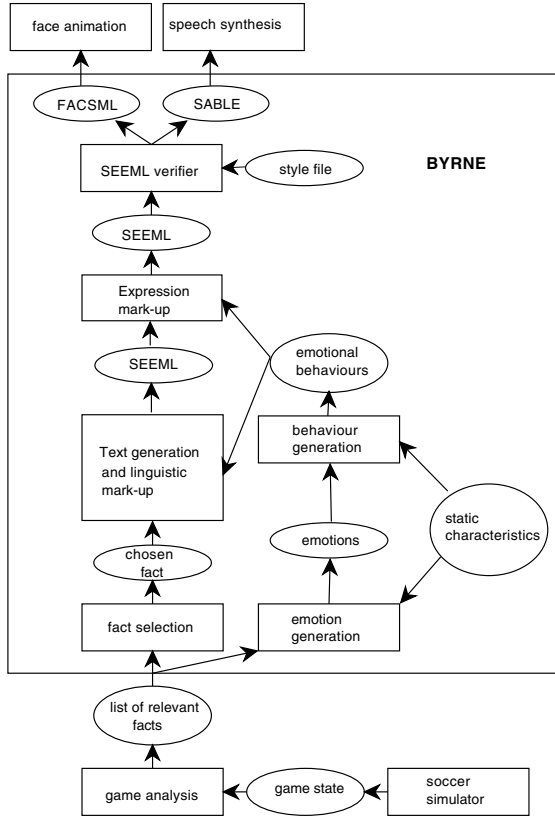 face animation
speech synthesis
FACSML
SABLE
SEEML verifier
style file
BYRNE
SEEML
Expression
mark-up
SEEML
emotional
behaviours
Text generation
and linguistic
mark-up
behaviour
generation
static
characteristics
chosen
fact
emotions
fact selection
emotion
generation
list of relevant
facts
game analysis
game state
soccer
simulator